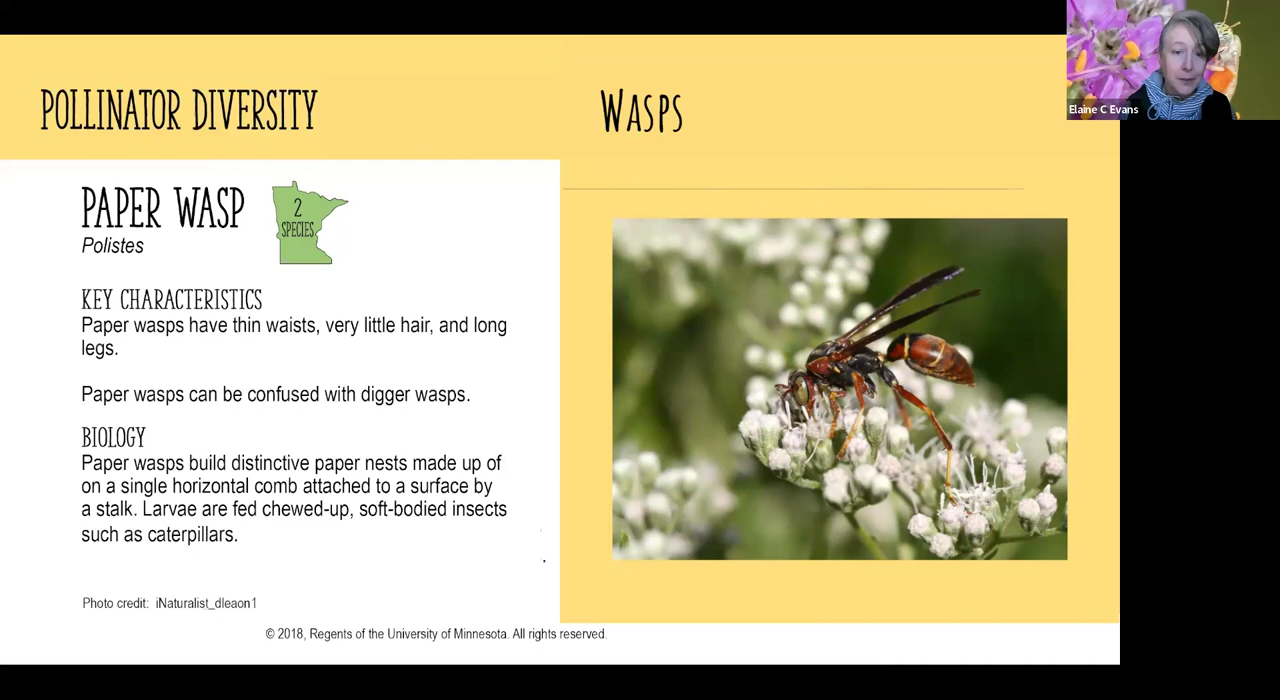 POLLINATOR DIVERSITY
WASPS
Elaine C Evans
PAPER WASP
2
SPECIES
Polistes
KEY CHARACTERISTICS
Paper wasps have thin waists, very little hair, and long
legs.
Paper wasps can be confused with digger wasps.
BIOLOGY
Paper wasps build distinctive paper nests made up of
on a single horizontal comb attached to a surface by
a stalk. Larvae are fed chewed-up, soft-bodied insects
such as caterpillars.
Photo credit: iNaturalist_dleaon1
© 2018, Regents of the University of Minnesota. All rights reserved.